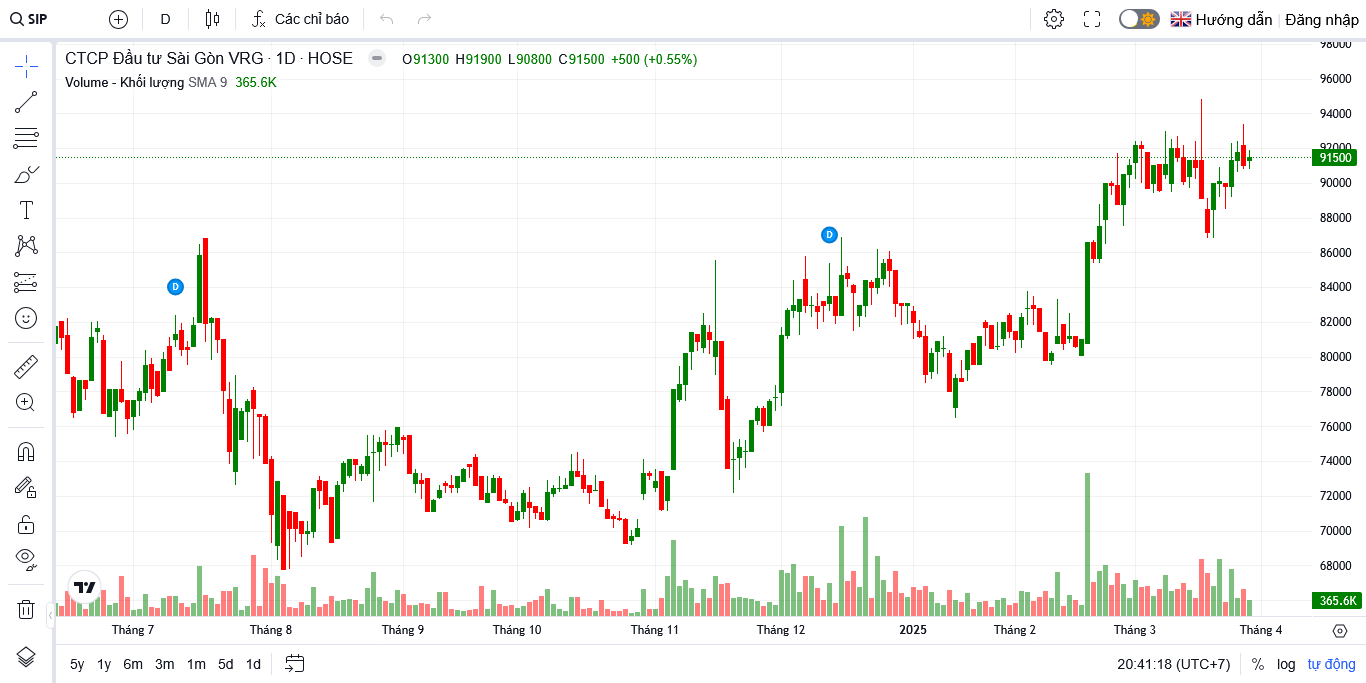 SIP D Các chỉ báo Hướng dẫn Đăng nhập
CTCP Đầu tư Sài Gòn VRG · 1D · HOSE O91300 H91900 L90800 C91500 +500 (+0.55%)
Volume - Khối lượng SMA 9 365.6K
98000
96000
94000
92000
91500
90000
88000
D
86000
D
84000
82000
80000
78000
76000
74000
72000
70000
68000
365.6K
Tháng 7 Tháng 8 Tháng 9 Tháng 10 Tháng 11 Tháng 12 2025 Tháng 2 Tháng 3 Tháng 4
5y 1y 6m 3m 1m 5d 1d 20:41:18 (UTC+7) % log tự động